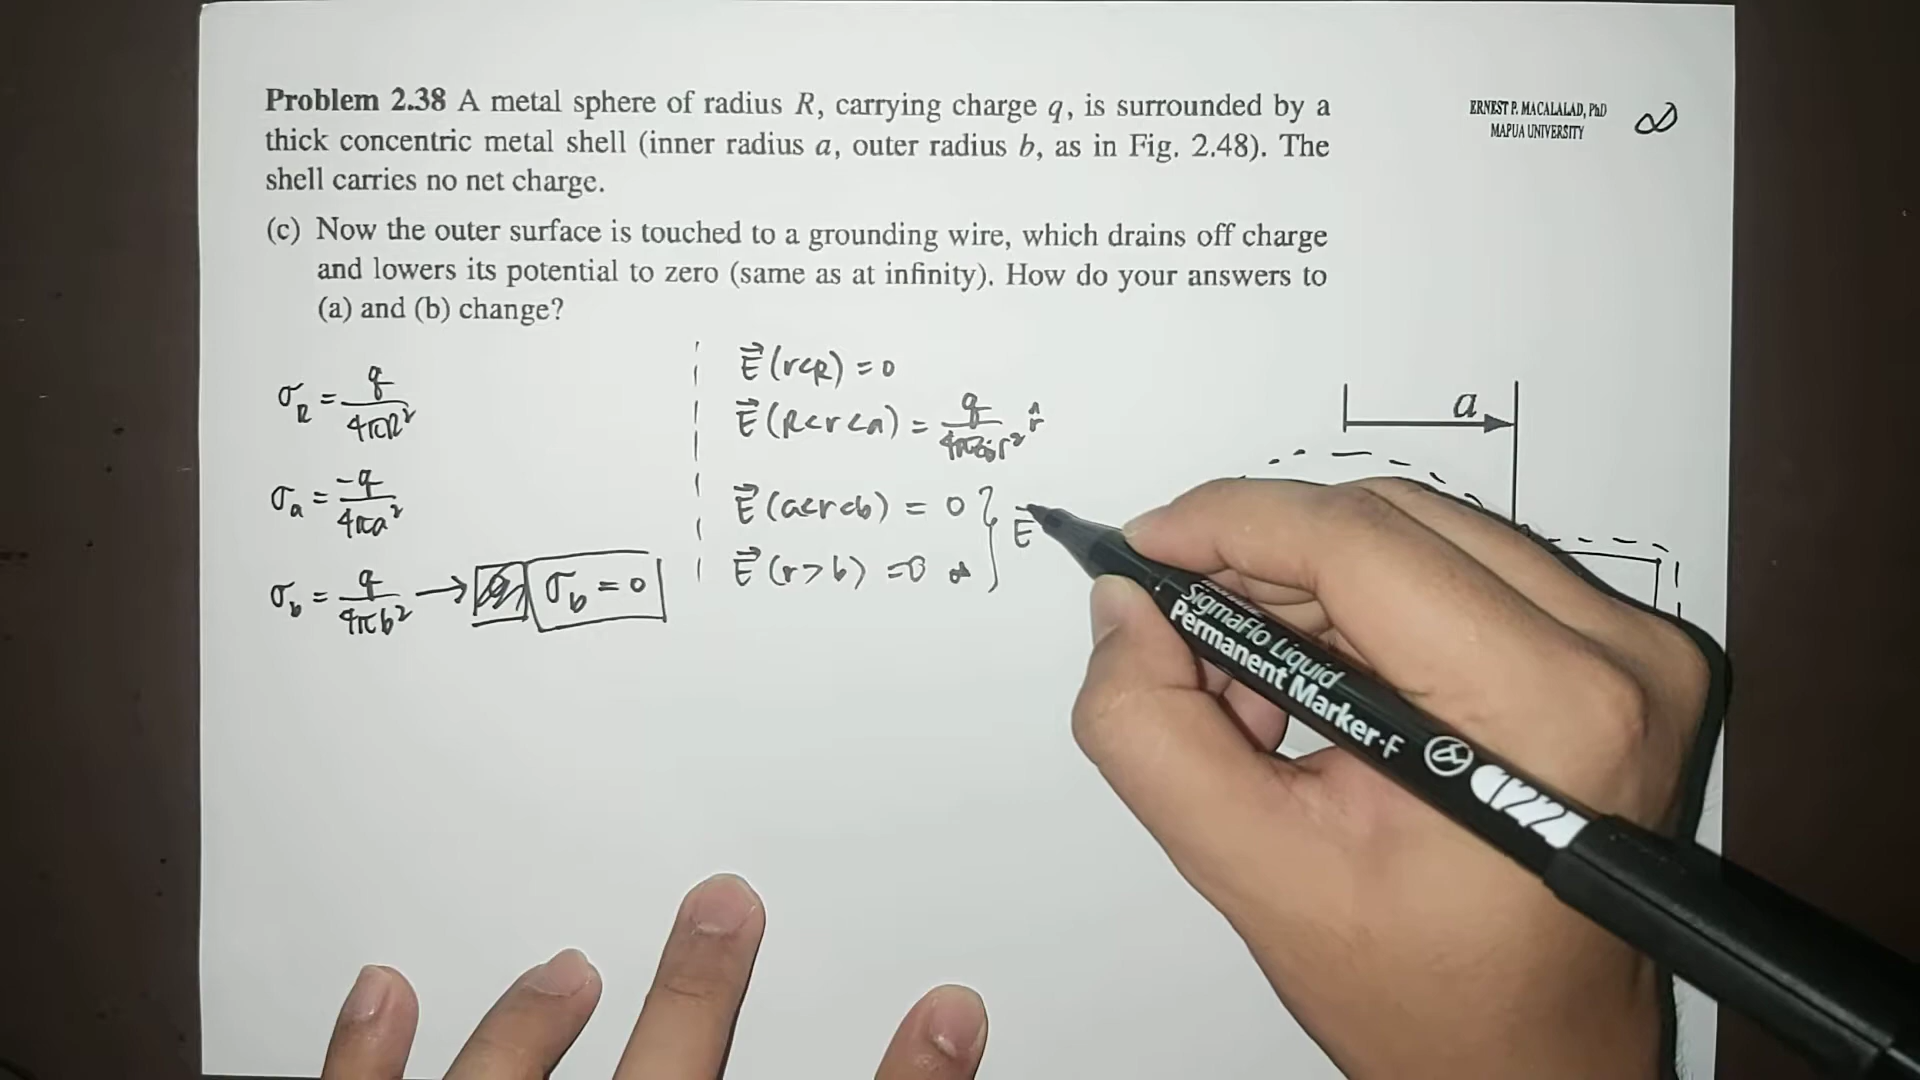 Problem 2.38 A metal sphere of radius R, carrying charge q, is surrounded by a
thick concentric metal shell (inner radius a, outer radius b, as in Fig. 2.48). The
shell carries no net charge.
ERNEST P. MACALALAD, PhD
MAPUA UNIVERSITY
(c) Now the outer surface is touched to a grounding wire, which drains off charge
and lowers its potential to zero (same as at infinity). How do your answers to
(a) and (b) change?
σ_R = q / 4πR²
σ_a = -q / 4πa²
σ_b = q / 4πb² → σ_b = 0
E⃗(r<R) = 0
E⃗(R<r<a) = q / 4πε₀r² r̂
E⃗(a<r<b) = 0
E⃗(r>b) = 0
} E⃗
a
SigmaFlo Liquid
Permanent Marker·F